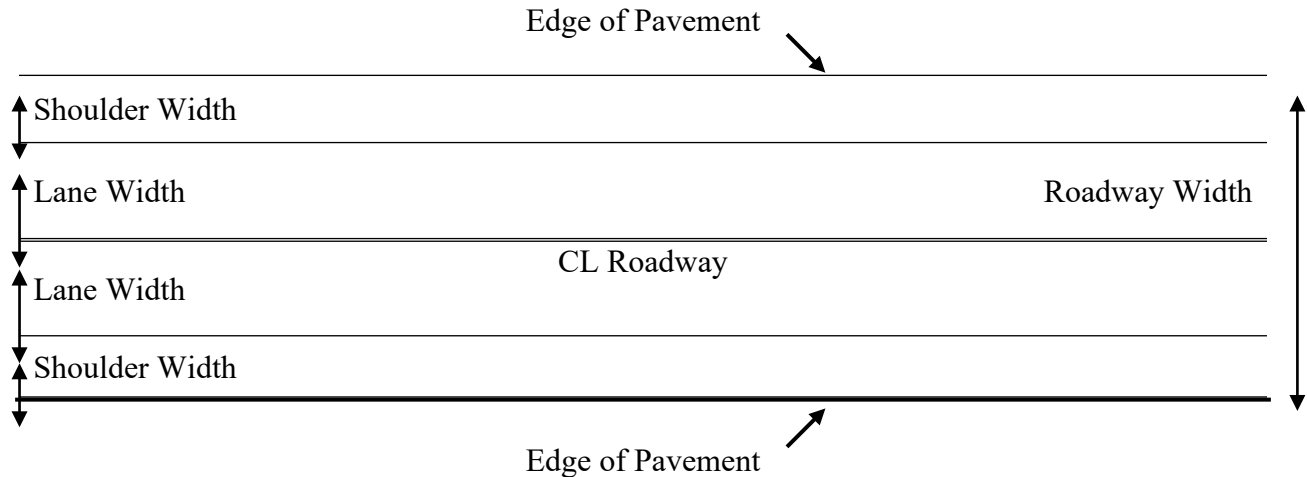 Edge of Pavement
Shoulder Width
Lane Width
Roadway Width
CL Roadway
Lane Width
Shoulder Width
Edge of Pavement